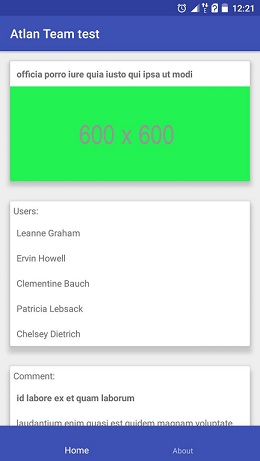 12:21
Atlan Team test
officia porro iure quia iusto qui ipsa ut modi
600 x 600
Users:
Leanne Graham
Ervin Howell
Clementine Bauch
Patricia Lebsack
Chelsey Dietrich
Comment:
id labore ex et quam laborum
laudantium enim quasi est quidem magnam voluptate
Home
About